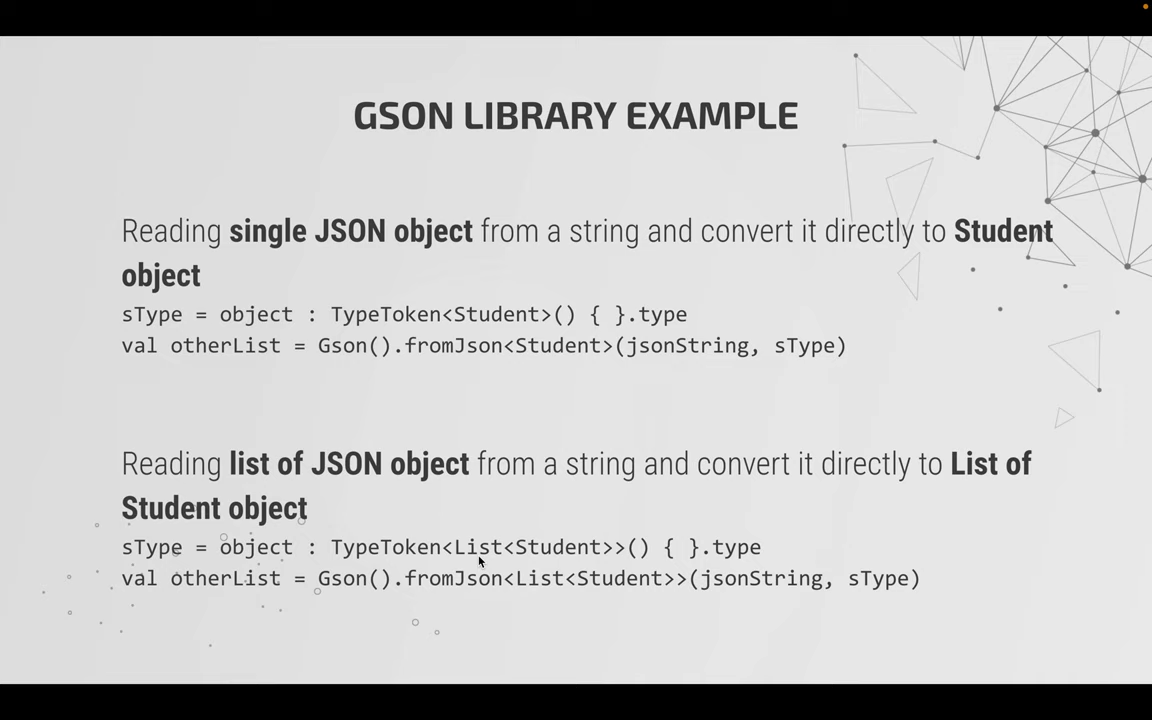 GSON LIBRARY EXAMPLE
Reading single JSON object from a string and convert it directly to Student
object
sType = object : TypeToken<Student>() { }.type
val otherList = Gson().fromJson<Student>(jsonString, sType)
Reading list of JSON object from a string and convert it directly to List of
Student object
sType = object : TypeToken<List<Student>>() { }.type
val otherList = Gson().fromJson<List<Student>>(jsonString, sType)